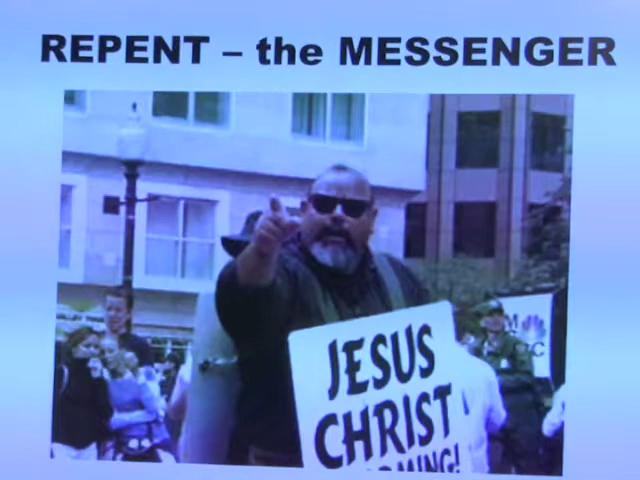 REPENT – the MESSENGER
JESUS
CHRIST